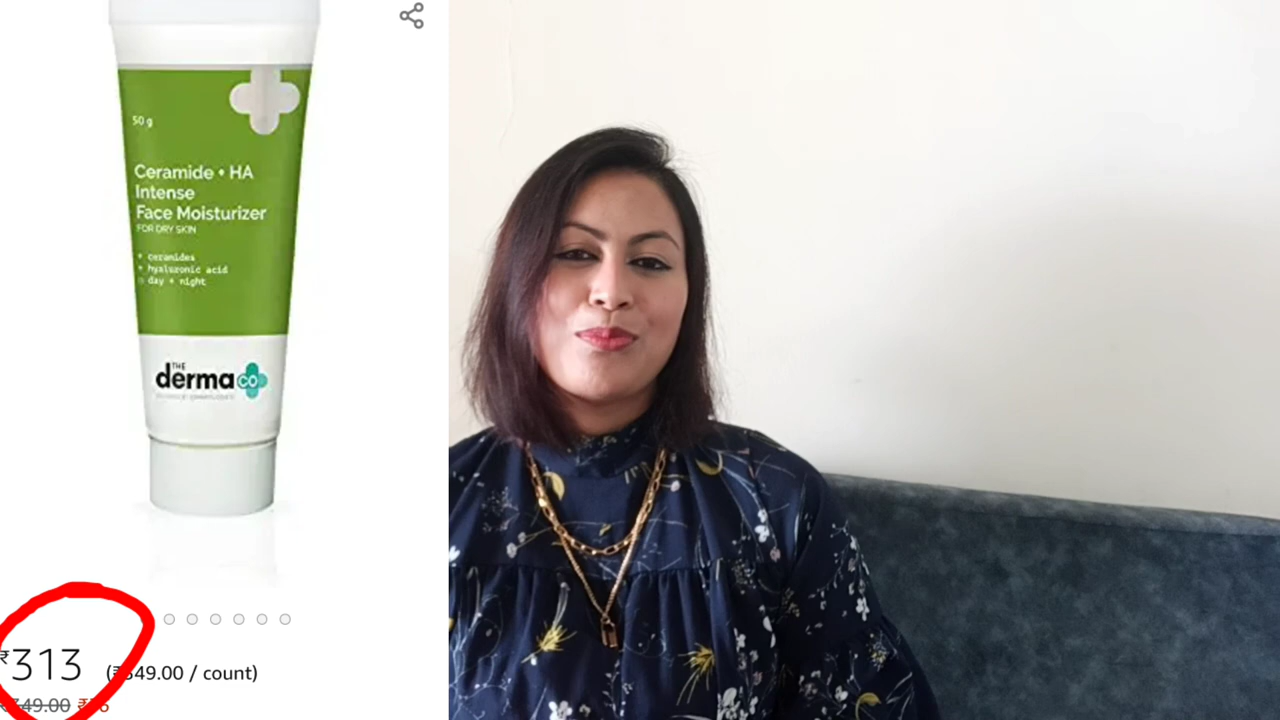 50 g
Ceramide • HA
Intense
Face Moisturizer
FOR DRY SKIN
+ ceramides
+ hyaluronic acid
day + night
THE
derma co
₹313 (₹349.00 / count)